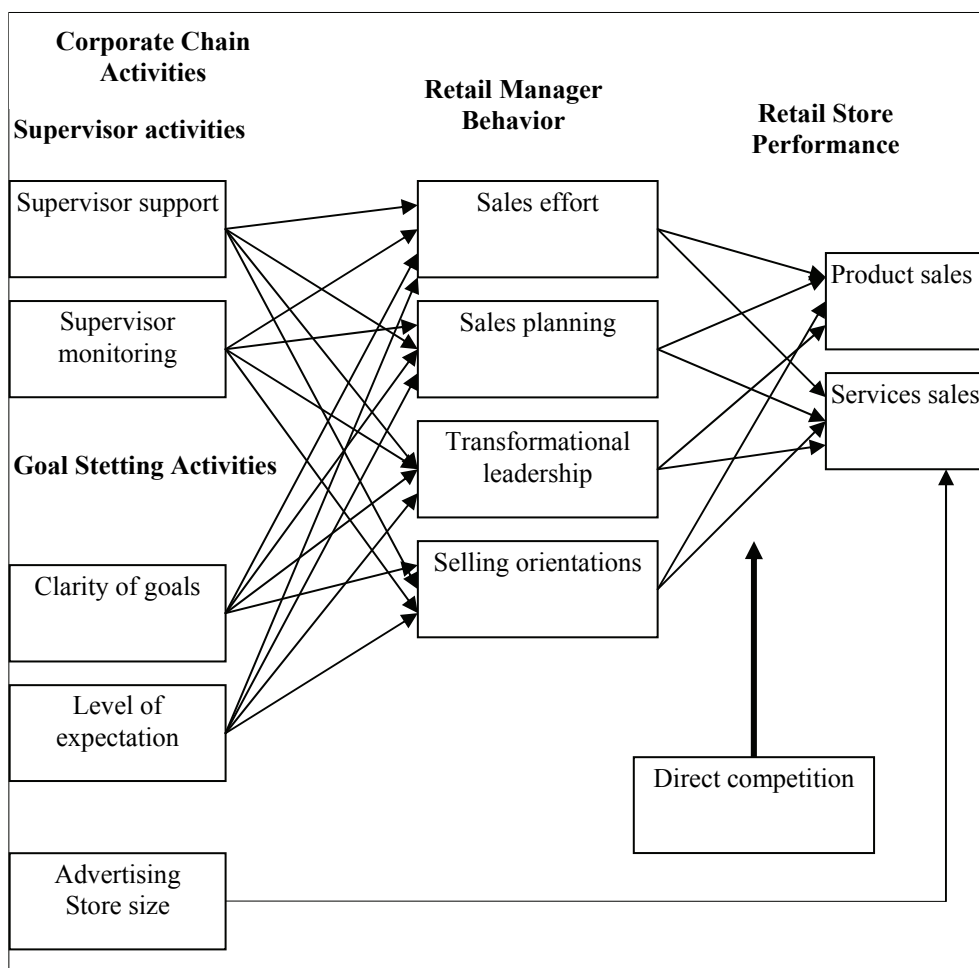 Corporate Chain
Activities
Supervisor activities
Supervisor support
Supervisor
monitoring
Goal Stetting Activities
Clarity of goals
Level of
expectation
Advertising
Store size
Retail Manager
Behavior
Sales effort
Sales planning
Transformational
leadership
Selling orientations
Retail Store
Performance
Product sales
Services sales
Direct competition